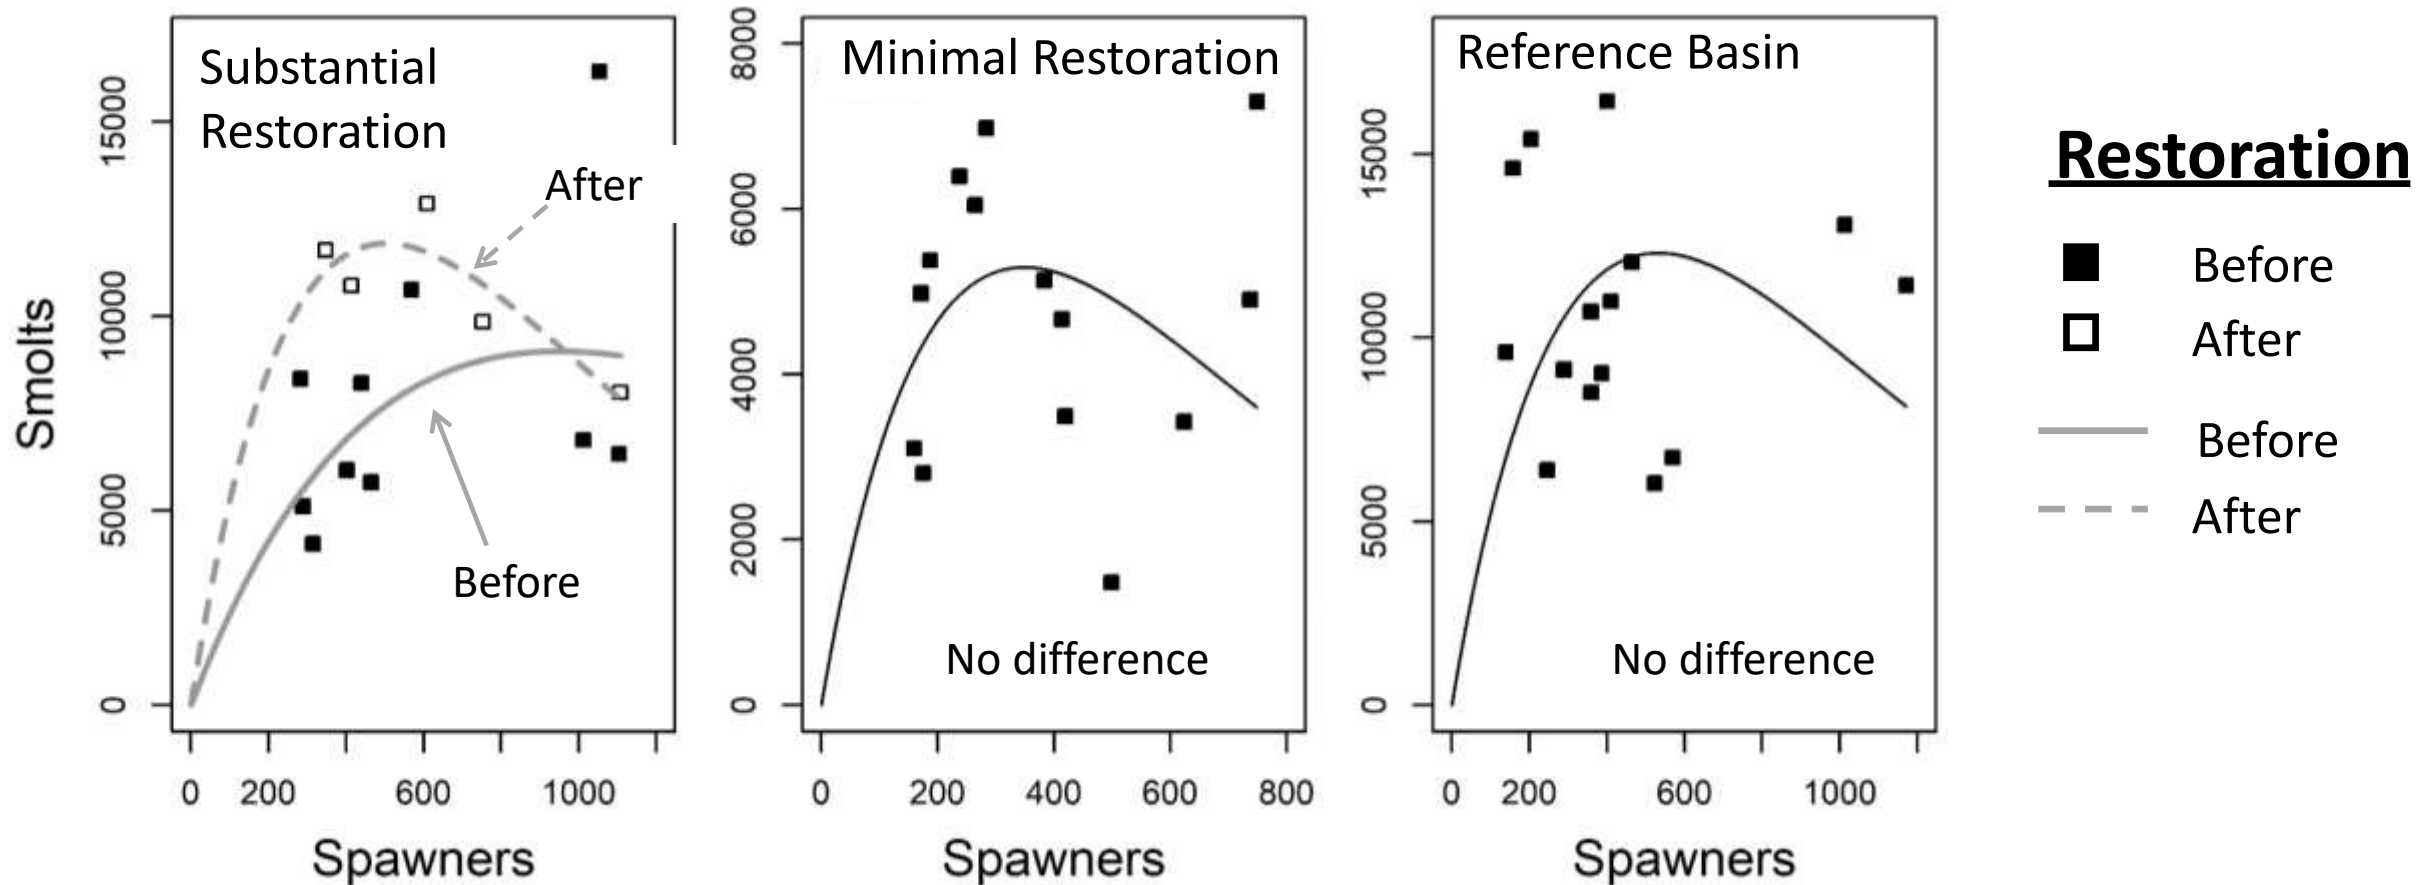 Substantial
Restoration
After
Before
Smolts
0
5000
10000
15000
0 200 600 1000
Spawners
Minimal Restoration
No difference
0
2000
4000
6000
8000
0 200 400 600 800
Spawners
Reference Basin
No difference
0
5000
10000
15000
0 200 600 1000
Spawners
Restoration
Before
After
Before
After